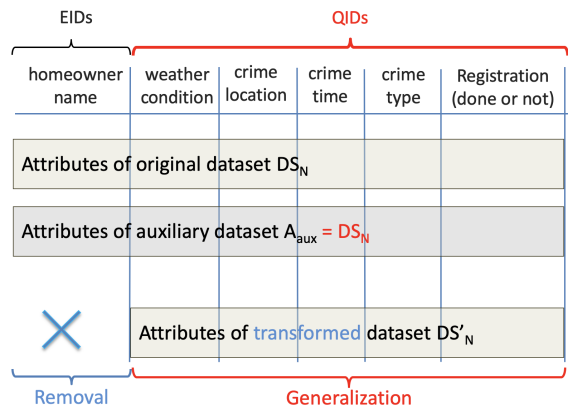 EIDs
QIDs
homeowner name
weather condition
crime location
crime time
crime type
Registration (done or not)
Attributes of original dataset DSN
Attributes of auxiliary dataset Aaux = DSN
Attributes of transformed dataset DS’N
Removal
Generalization